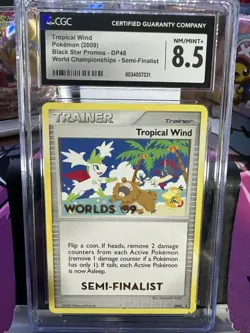 CGC
CERTIFIED GUARANTY COMPANY
Tropical Wind
Pokémon (2009)
Black Star Promos - DP48
World Championships - Semi-Finalist
NM/MINT+
8.5
6034057231
TRAINER
Trainer
Tropical Wind
WORLDS 09
Flip a coin. If heads, remove 2 damage
counters from each Active Pokémon
(remove 1 damage counter if a Pokémon
has only 1). If tails, each Active Pokémon
is now Asleep.
SEMI-FINALIST